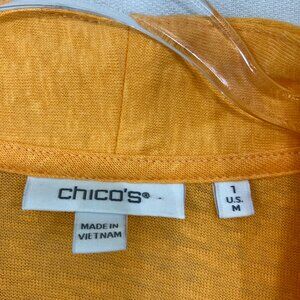 chico's®
MADE IN
VIETNAM
1
U.S.
M